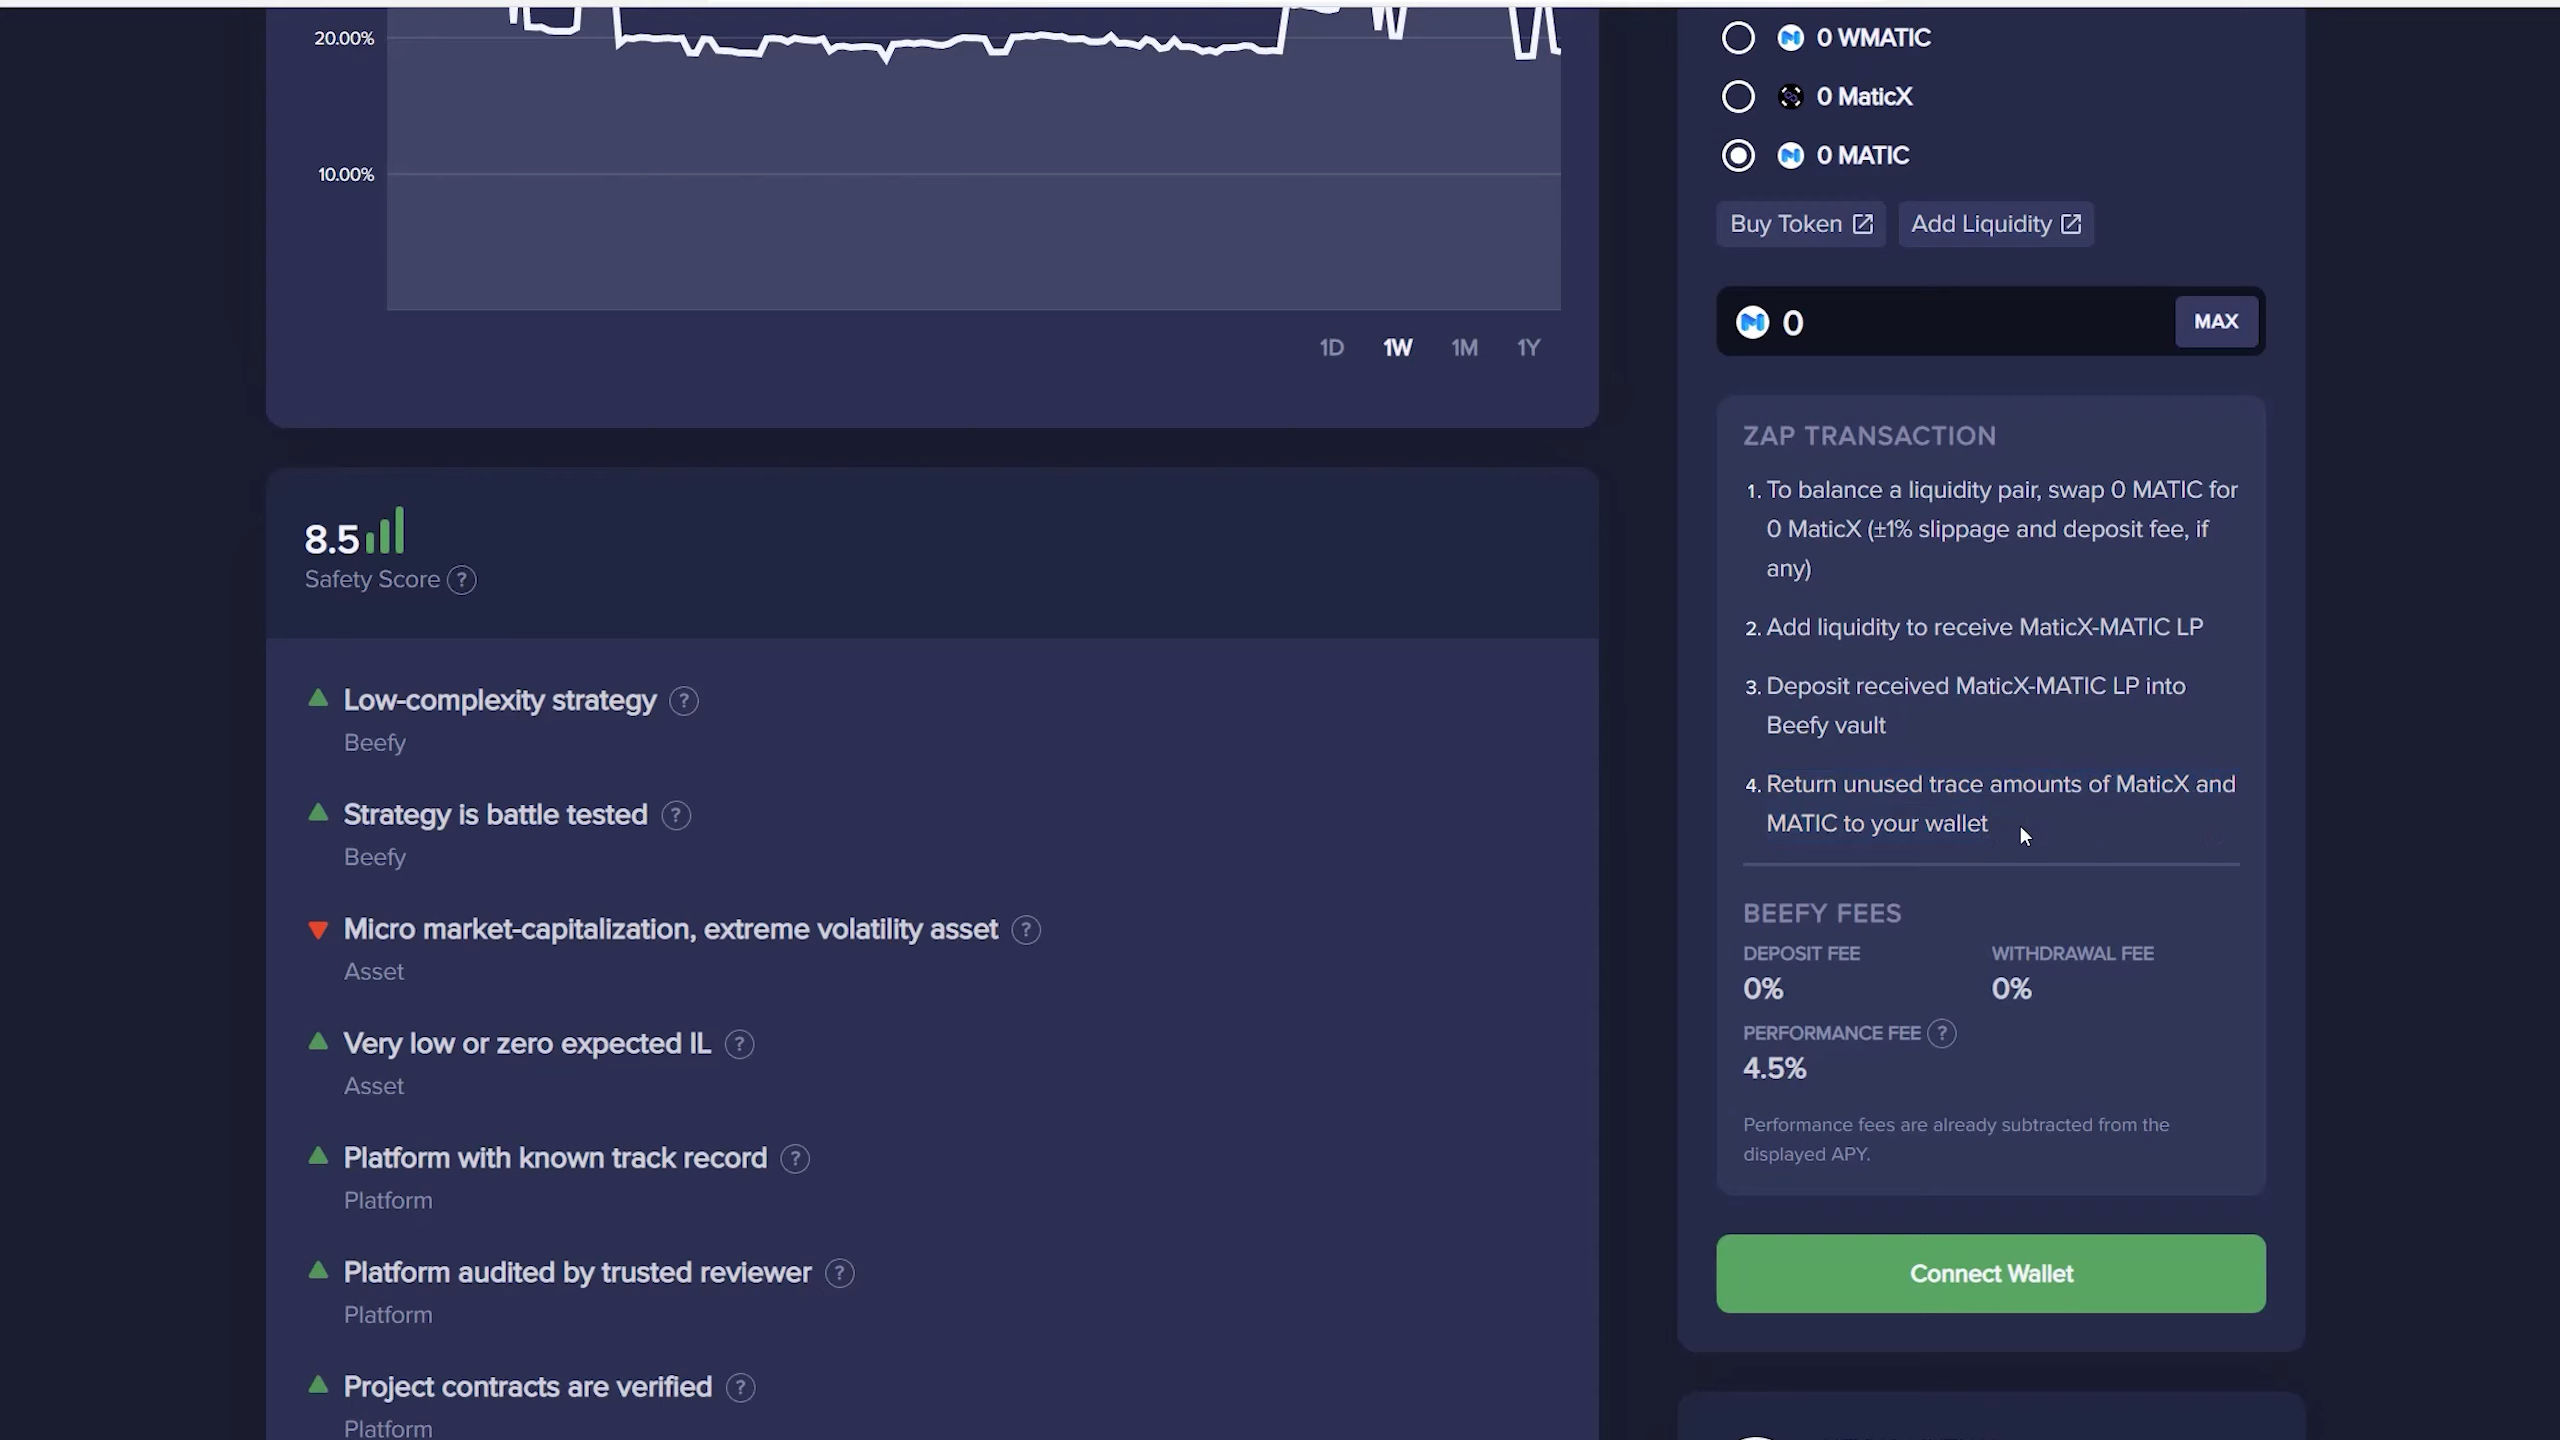 20.00%
10.00%
1D 1W 1M 1Y
8.5
Safety Score ?
Low-complexity strategy ?
Beefy
Strategy is battle tested ?
Beefy
Micro market-capitalization, extreme volatility asset ?
Asset
Very low or zero expected IL ?
Asset
Platform with known track record ?
Platform
Platform audited by trusted reviewer ?
Platform
Project contracts are verified ?
Platform
0 WMATIC
0 MaticX
0 MATIC
Buy Token Add Liquidity
0 MAX
ZAP TRANSACTION
1. To balance a liquidity pair, swap 0 MATIC for
0 MaticX (±1% slippage and deposit fee, if
any)
2. Add liquidity to receive MaticX-MATIC LP
3. Deposit received MaticX-MATIC LP into
Beefy vault
4. Return unused trace amounts of MaticX and
MATIC to your wallet
BEEFY FEES
DEPOSIT FEE WITHDRAWAL FEE
0% 0%
PERFORMANCE FEE ?
4.5%
Performance fees are already subtracted from the
displayed APY.
Connect Wallet